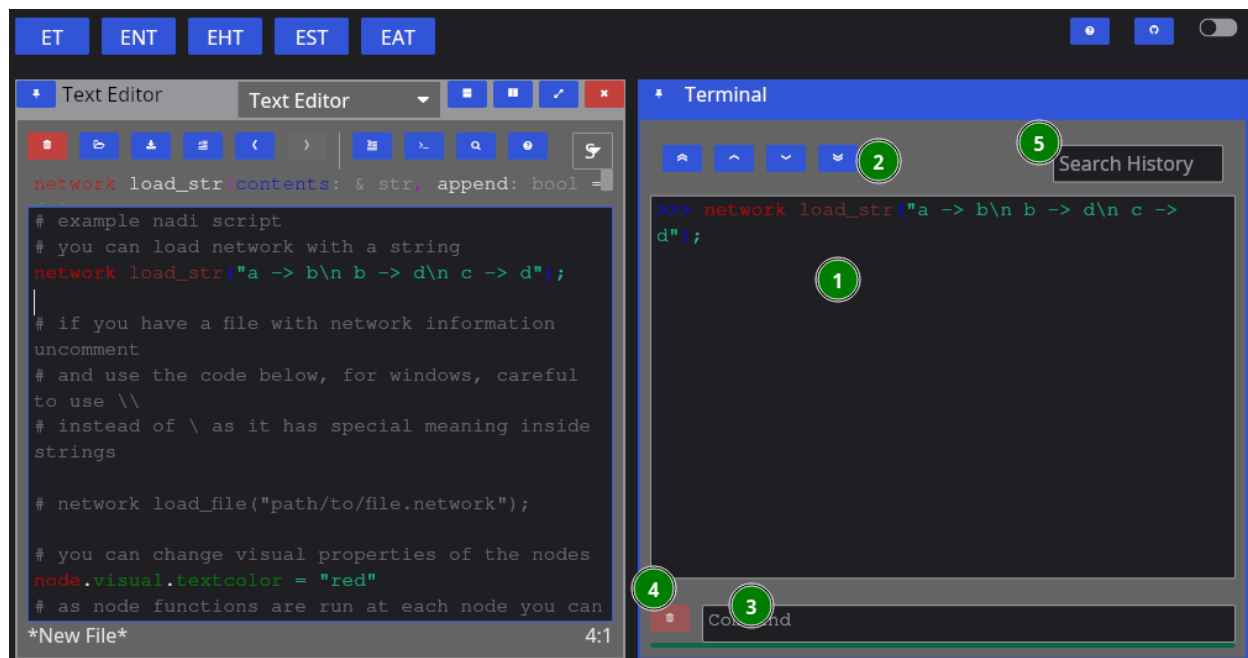 ET ENT EHT EST EAT
Text Editor
Text Editor
network load_str(contents: & str, append: bool =
# example nadi script
# you can load network with a string
network load_str("a -> b\n b -> d\n c -> d");
# if you have a file with network information
uncomment
# and use the code below, for windows, careful
to use \\
# instead of \ as it has special meaning inside
strings
# network load_file("path/to/file.network");
# you can change visual properties of the nodes
node.visual.textcolor = "red"
# as node functions are run at each node you can
*New File* 4:1
Terminal
2
5
Search History
>>> network load_str("a -> b\n b -> d\n c ->
d");
1
4
3
Command